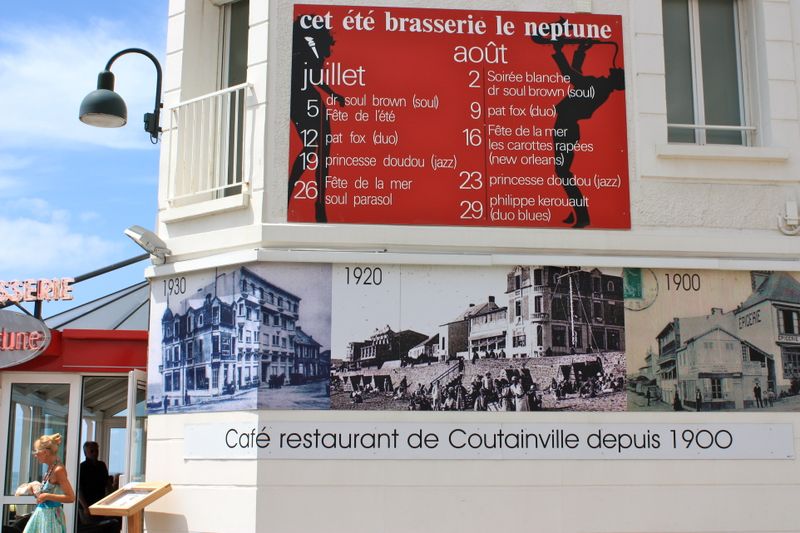 cet été brasserie le neptune
juillet
5 dr soul brown (soul)
Fête de l'été
12 pat fox (duo)
19 princesse doudou (jazz)
26 Fête de la mer
soul parasol
août
2 Soirée blanche
dr soul brown (soul)
9 pat fox (duo)
16 Fête de la mer
les carottes rapées
(new orleans)
23 princesse doudou (jazz)
29 philippe kerouault
(duo blues)
1930
1920
1900
EPICERIE
EPICERIE
SSERIE
tune
Café restaurant de Coutainville depuis 1900